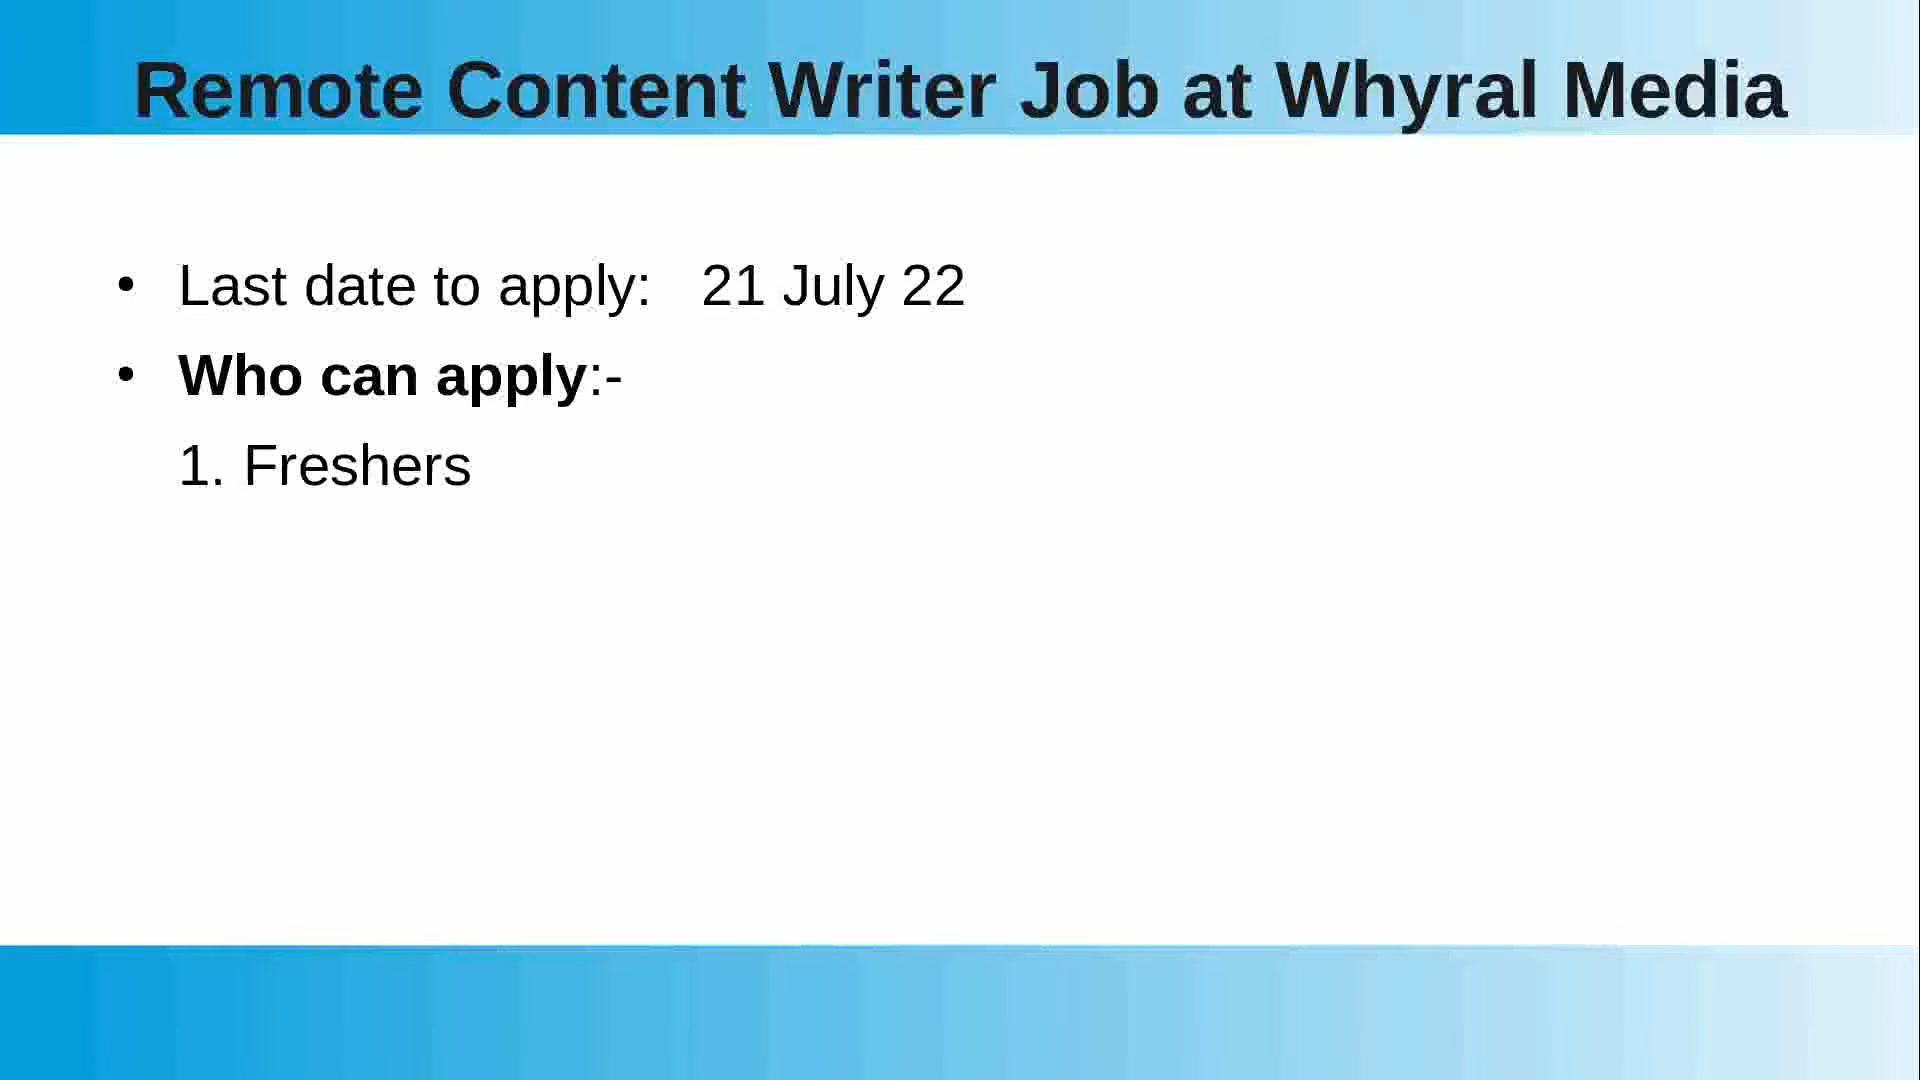 Remote Content Writer Job at Whyral Media
• Last date to apply:   21 July 22
• Who can apply:-
1. Freshers